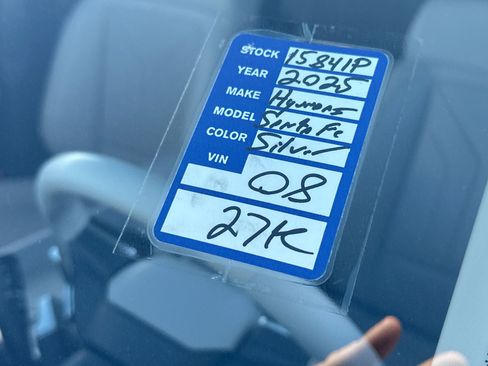 STOCK 15841P
YEAR 2025
MAKE Hyundai
MODEL Santa Fe
COLOR Silver
VIN
08
27K